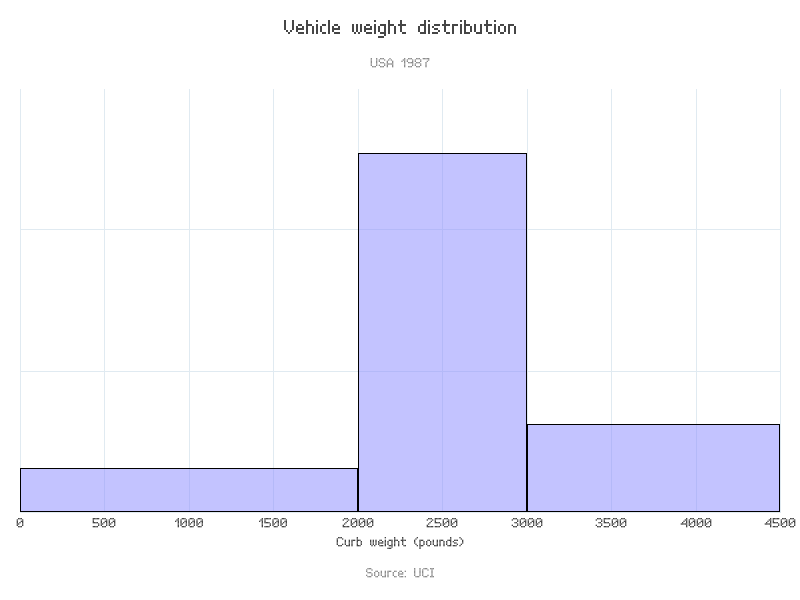 Vehicle weight distribution
USA 1987
0 500 1000 1500 2000 2500 3000 3500 4000 4500
Curb weight (pounds)
Source: UCI